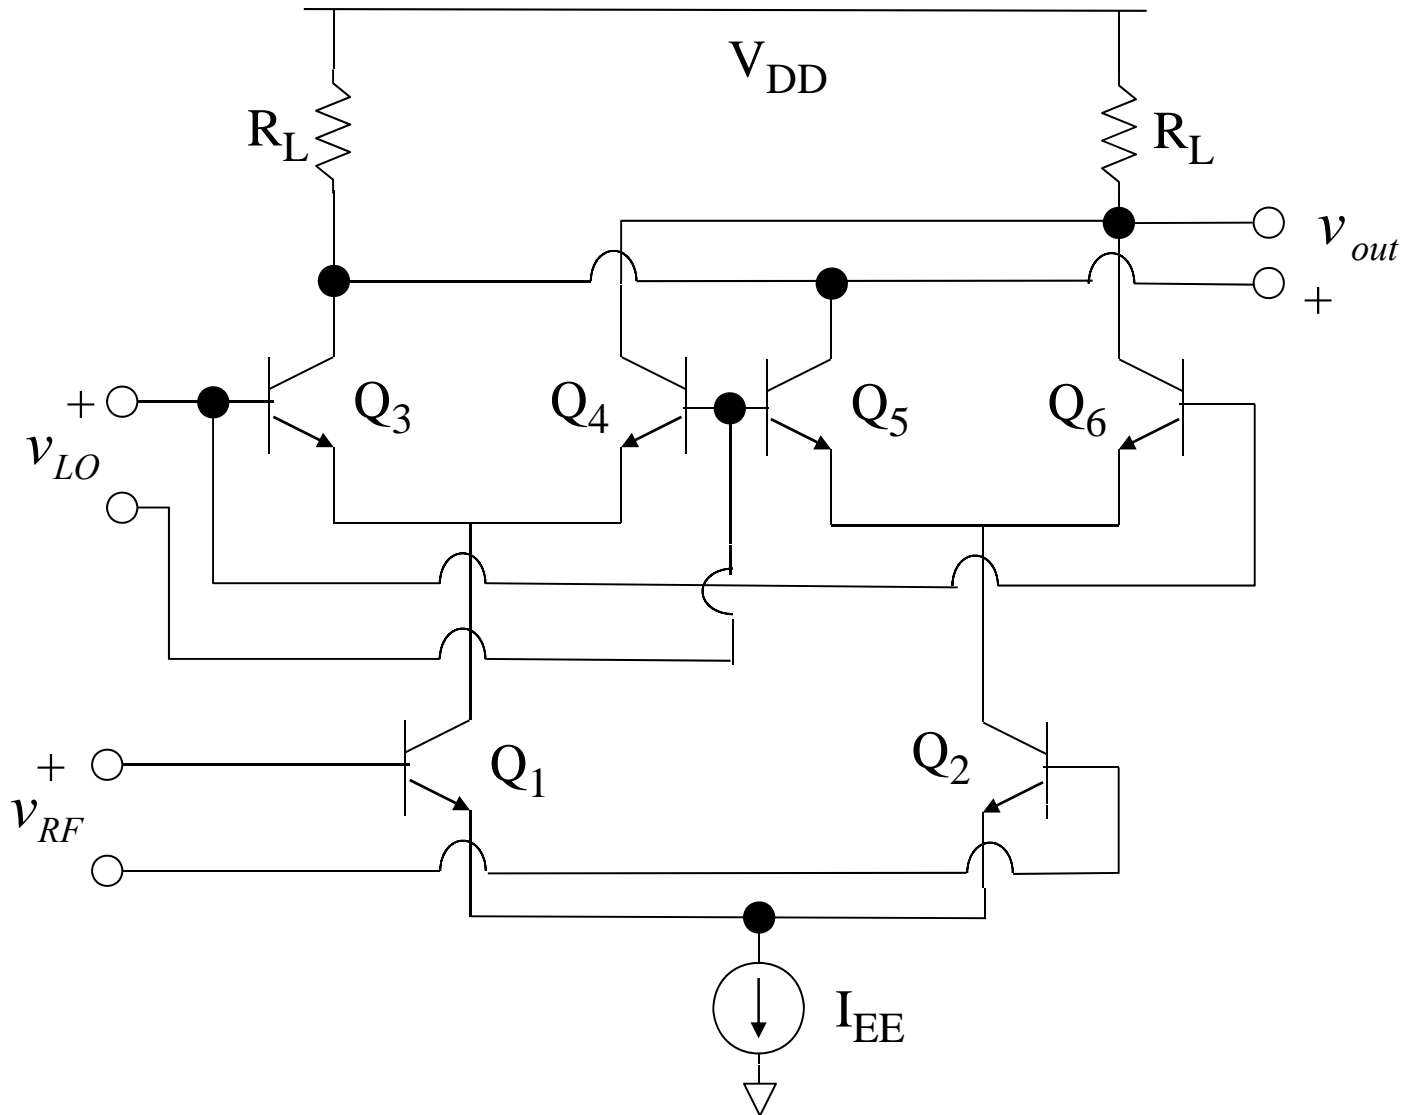 V_DD
R_L
R_L
v_out
+
+
v_LO
Q_3
Q_4
Q_5
Q_6
+
v_RF
Q_1
Q_2
I_EE